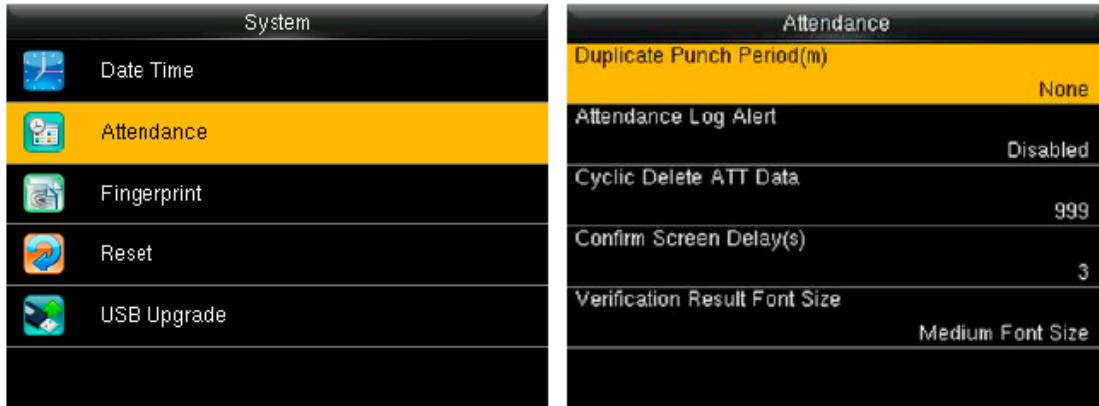 System
Date Time
Attendance
Fingerprint
Reset
USB Upgrade
Attendance
Duplicate Punch Period(m)
None
Attendance Log Alert
Disabled
Cyclic Delete ATT Data
999
Confirm Screen Delay(s)
3
Verification Result Font Size
Medium Font Size